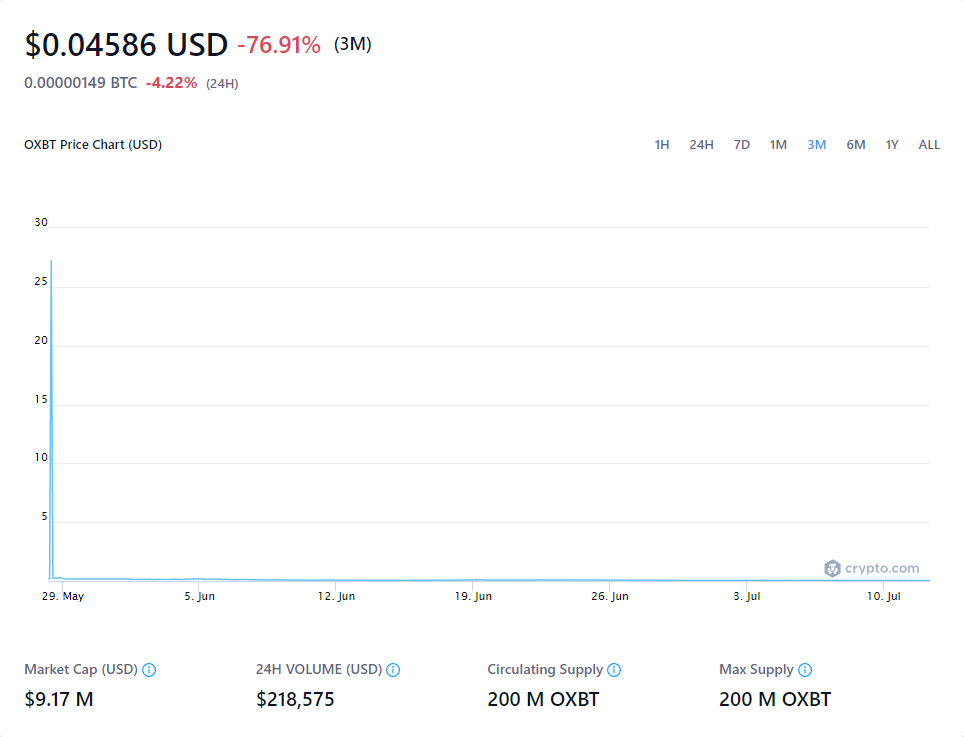 $0.04586 USD -76.91% (3M)
0.00000149 BTC -4.22% (24H)
OXBT Price Chart (USD) 1H 24H 7D 1M 3M 6M 1Y ALL
30
25
20
15
10
5
crypto.com
29. May 5. Jun 12. Jun 19. Jun 26. Jun 3. Jul 10. Jul
Market Cap (USD) 24H VOLUME (USD) Circulating Supply Max Supply
$9.17 M $218,575 200 M OXBT 200 M OXBT